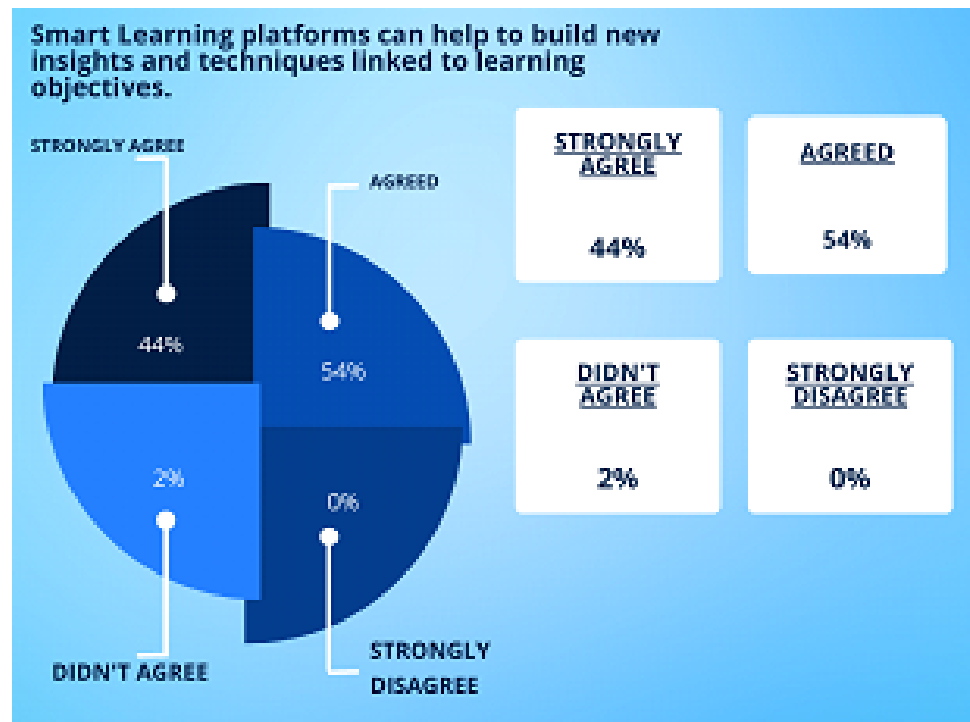 Smart Learning platforms can help to build new
insights and techniques linked to learning
objectives.
STRONGLY AGREE
AGREED
44%
54%
2%
0%
DIDN'T AGREE
STRONGLY
DISAGREE
STRONGLY
AGREE
44%
AGREED
54%
DIDN'T
AGREE
2%
STRONGLY
DISAGREE
0%